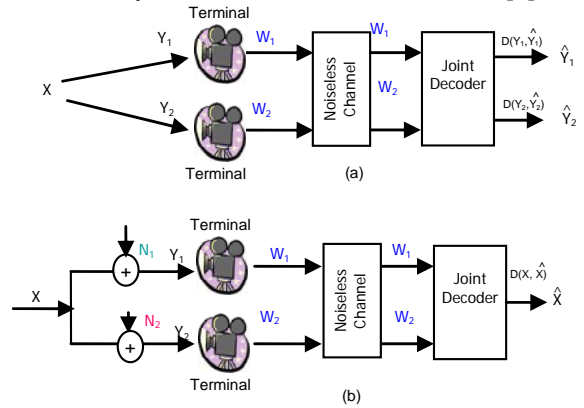 Terminal
Y1 W1 W1
D(Y1,Ŷ1)
Ŷ1
X
Noiseless Channel
Joint Decoder
Y2 W2 W2
D(Y2,Ŷ2)
Ŷ2
Terminal
(a)
Terminal
N1 Y1 W1 W1
+
X
Noiseless Channel
Joint Decoder
D(X, X̂)
X̂
N2 Y2 W2 W2
+
Terminal
(b)